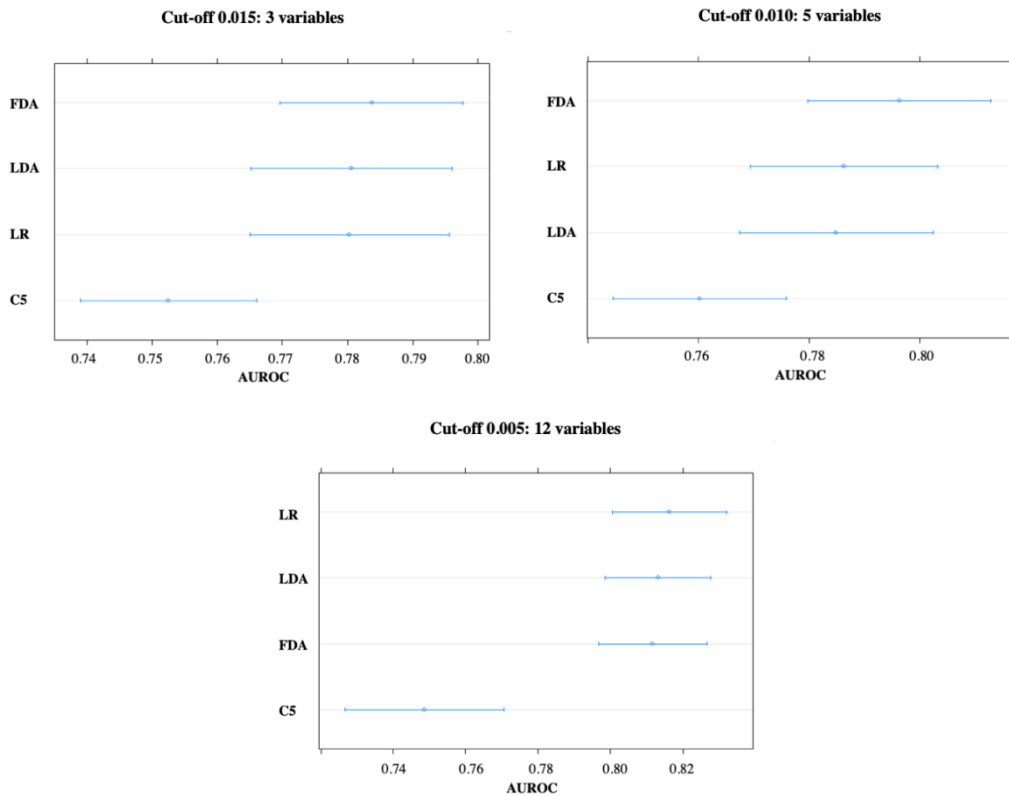 Cut-off 0.015: 3 variables
FDA
LDA
LR
C5
0.74 0.75 0.76 0.77 0.78 0.79 0.80
AUROC
Cut-off 0.010: 5 variables
FDA
LR
LDA
C5
0.76 0.78 0.80
AUROC
Cut-off 0.005: 12 variables
LR
LDA
FDA
C5
0.74 0.76 0.78 0.80 0.82
AUROC